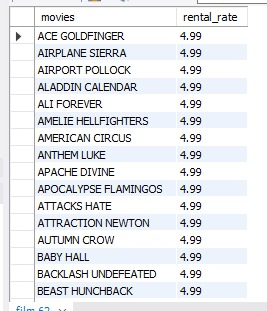 movies rental_rate
ACE GOLDFINGER 4.99
AIRPLANE SIERRA 4.99
AIRPORT POLLOCK 4.99
ALADDIN CALENDAR 4.99
ALI FOREVER 4.99
AMELIE HELLFIGHTERS 4.99
AMERICAN CIRCUS 4.99
ANTHEM LUKE 4.99
APACHE DIVINE 4.99
APOCALYPSE FLAMINGOS 4.99
ATTACKS HATE 4.99
ATTRACTION NEWTON 4.99
AUTUMN CROW 4.99
BABY HALL 4.99
BACKLASH UNDEFEATED 4.99
BEAST HUNCHBACK 4.99
film 62